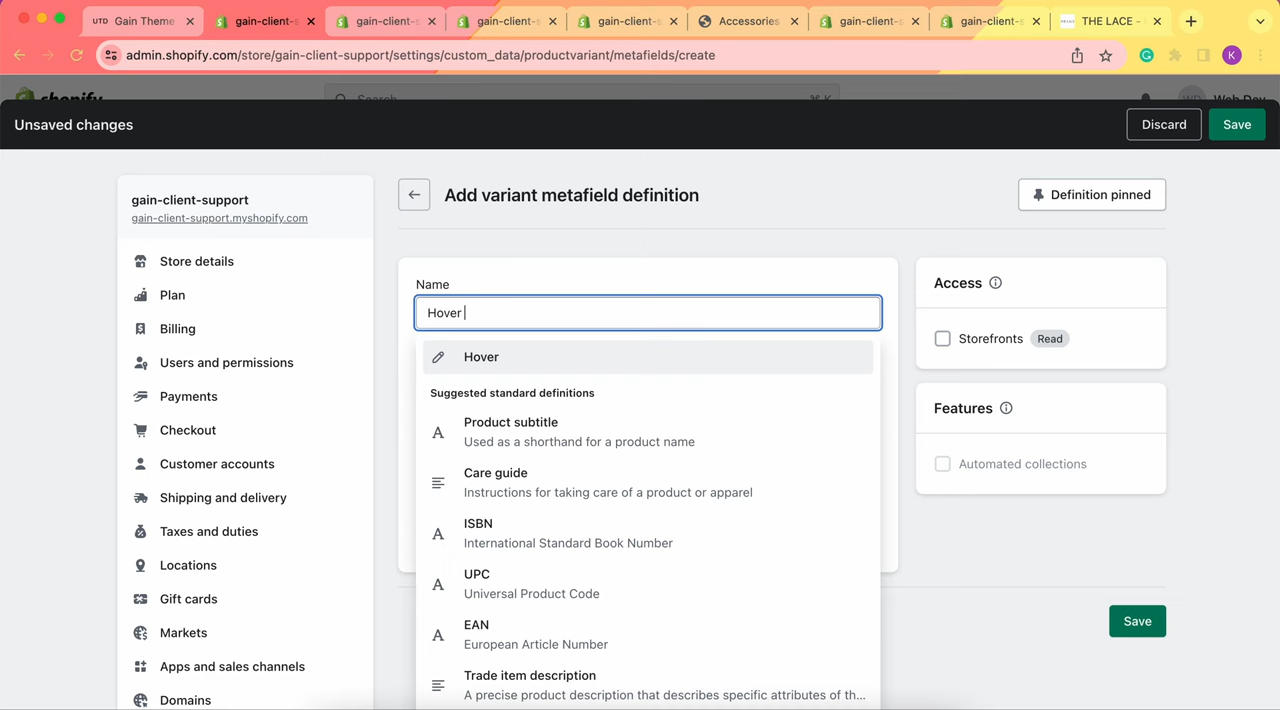 UTD Gain Theme
gain-client-s
gain-client-s
gain-client-s
gain-client-s
Accessories
gain-client-s
gain-client-s
THE LACE -
admin.shopify.com/store/gain-client-support/settings/custom_data/productvariant/metafields/create
K
shopify
Search
⌘ K
WD
Web Dev
Unsaved changes
Discard
Save
gain-client-support
gain-client-support.myshopify.com
Store details
Plan
Billing
Users and permissions
Payments
Checkout
Customer accounts
Shipping and delivery
Taxes and duties
Locations
Gift cards
Markets
Apps and sales channels
Domains
Add variant metafield definition
Definition pinned
Name
Hover
Hover
Suggested standard definitions
Product subtitle
Used as a shorthand for a product name
Care guide
Instructions for taking care of a product or apparel
ISBN
International Standard Book Number
UPC
Universal Product Code
EAN
European Article Number
Trade item description
A precise product description that describes specific attributes of th...
Access
Storefronts Read
Features
Automated collections
Save